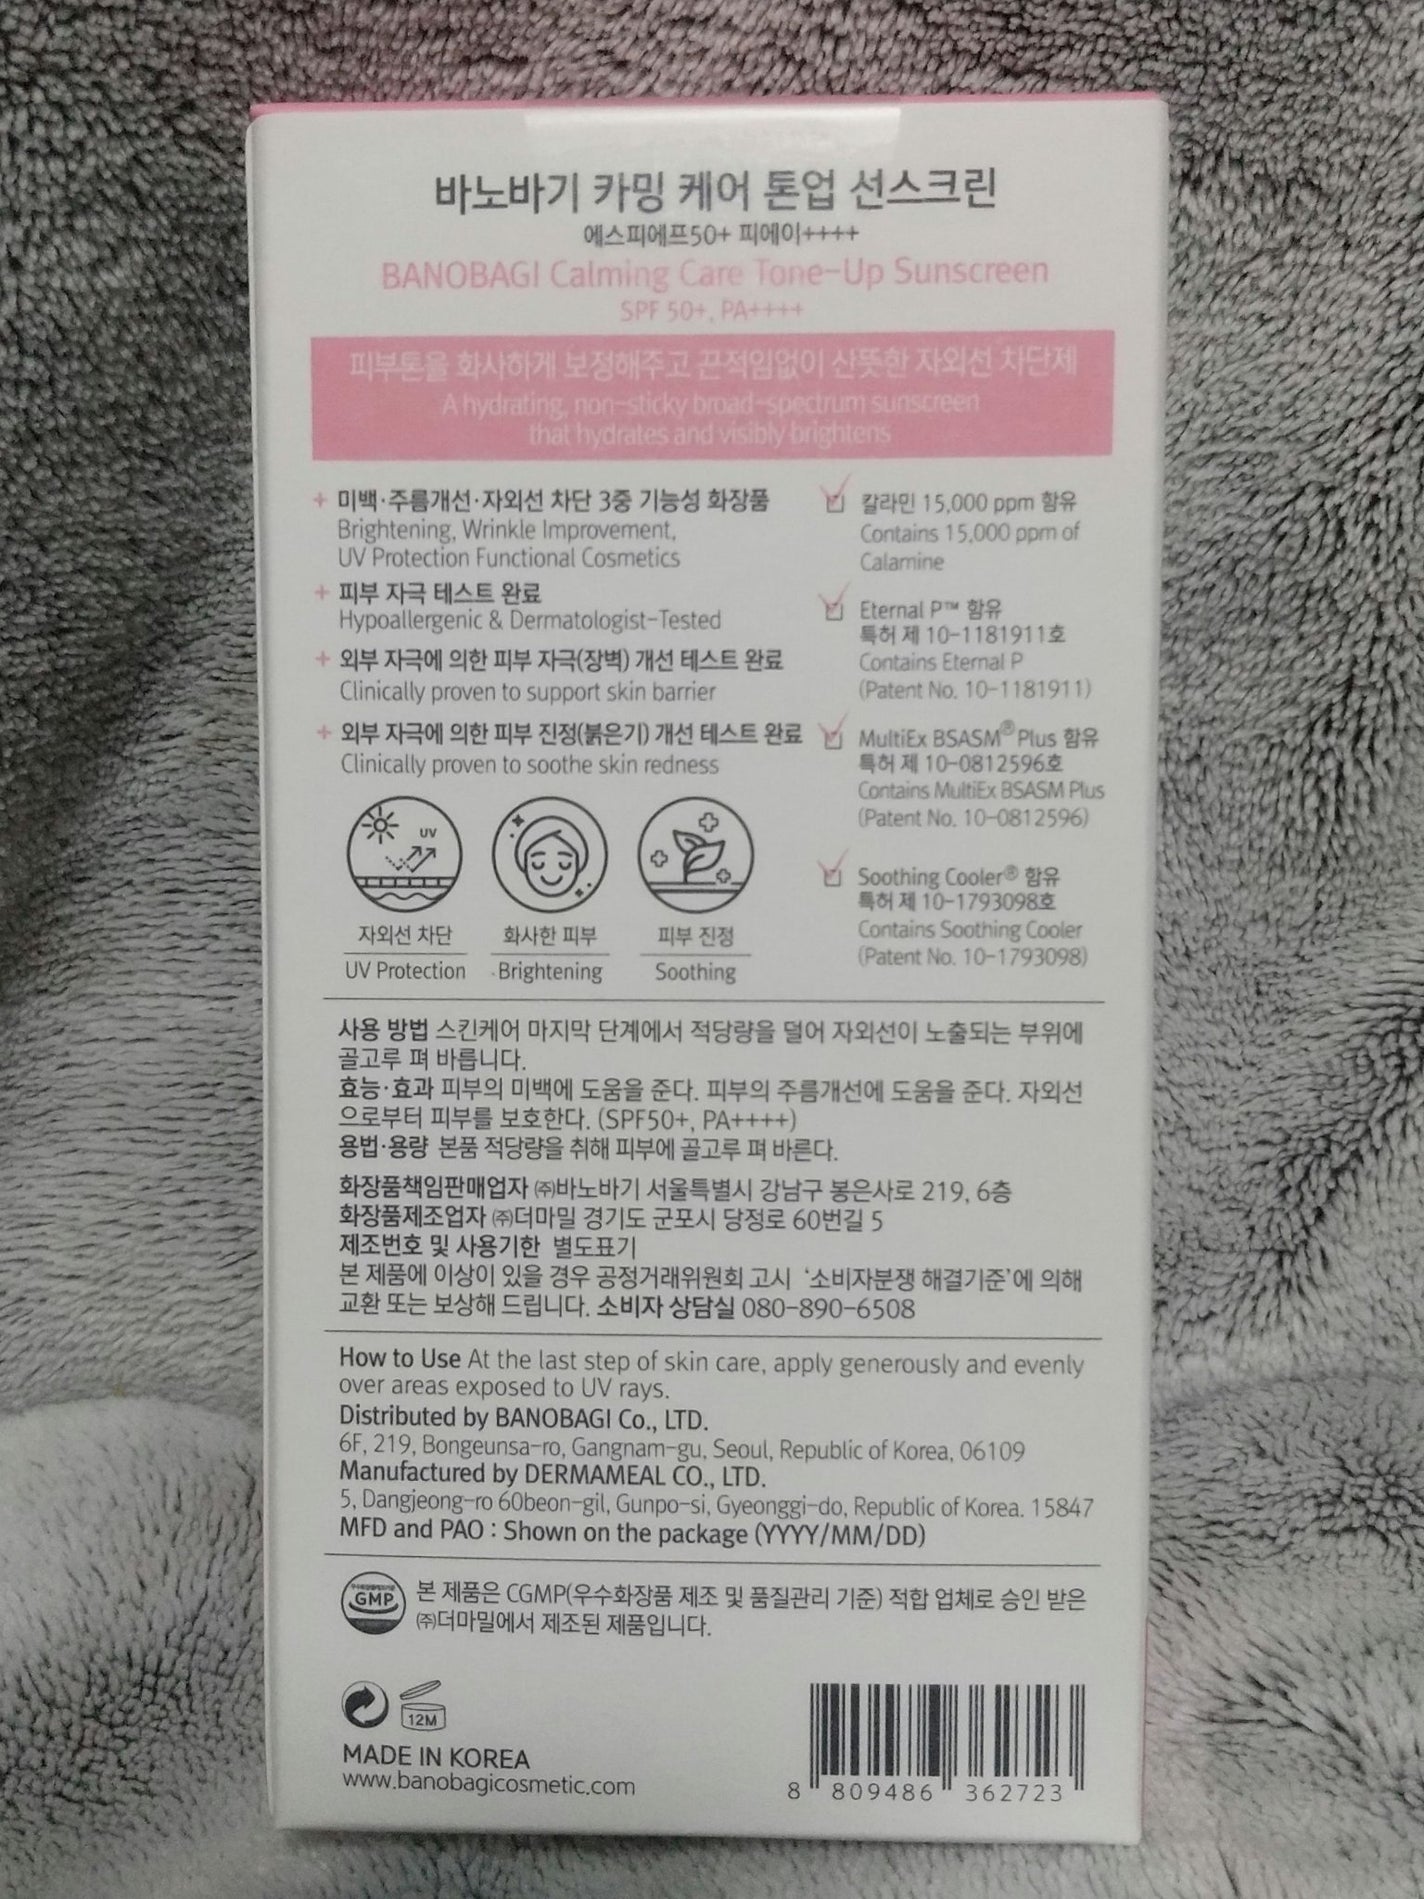 바노바기 카밍 케어 톤업 선스크린
에스피에프50+ 피에이++++
BANOBAGI Calming Care Tone-Up Sunscreen
SPF 50+, PA++++
피부톤을 화사하게 보정해주고 끈적임없이 산뜻한 자외선 차단제
A hydrating, non-sticky broad-spectrum sunscreen
that hydrates and visibly brightens
+ 미백·주름개선·자외선 차단 3중 기능성 화장품
Brightening, Wrinkle Improvement,
UV Protection Functional Cosmetics
+ 피부 자극 테스트 완료
Hypoallergenic & Dermatologist-Tested
+ 외부 자극에 의한 피부 자극(장벽) 개선 테스트 완료
Clinically proven to support skin barrier
+ 외부 자극에 의한 피부 진정(붉은기) 개선 테스트 완료
Clinically proven to soothe skin redness
칼라민 15,000 ppm 함유
Contains 15,000 ppm of
Calamine
Eternal P™ 함유
특허 제 10-1181911호
Contains Eternal P
(Patent No. 10-1181911)
MultiEx BSASM® Plus 함유
특허 제 10-0812596호
Contains MultiEx BSASM Plus
(Patent No. 10-0812596)
Soothing Cooler® 함유
특허 제 10-1793098호
Contains Soothing Cooler
(Patent No. 10-1793098)
UV
자외선 차단
UV Protection
화사한 피부
Brightening
피부 진정
Soothing
사용 방법 스킨케어 마지막 단계에서 적당량을 덜어 자외선이 노출되는 부위에
골고루 펴 바릅니다.
효능·효과 피부의 미백에 도움을 준다. 피부의 주름개선에 도움을 준다. 자외선
으로부터 피부를 보호한다. (SPF50+, PA++++)
용법·용량 본품 적당량을 취해 피부에 골고루 펴 바른다.
화장품책임판매업자 ㈜바노바기 서울특별시 강남구 봉은사로 219, 6층
화장품제조업자 ㈜더마밀 경기도 군포시 당정로 60번길 5
제조번호 및 사용기한 별도표기
본 제품에 이상이 있을 경우 공정거래위원회 고시 '소비자분쟁 해결기준'에 의해
교환 또는 보상해 드립니다. 소비자 상담실 080-890-6508
How to Use At the last step of skin care, apply generously and evenly
over areas exposed to UV rays.
Distributed by BANOBAGI Co., LTD.
6F, 219, Bongeunsa-ro, Gangnam-gu, Seoul, Republic of Korea, 06109
Manufactured by DERMAMEAL CO., LTD.
5, Dangjeong-ro 60beon-gil, Gunpo-si, Gyeonggi-do, Republic of Korea. 15847
MFD and PAO : Shown on the package (YYYY/MM/DD)
GMP
본 제품은 CGMP(우수화장품 제조 및 품질관리 기준) 적합 업체로 승인 받은
㈜더마밀에서 제조된 제품입니다.
12M
MADE IN KOREA
www.banobagicosmetic.com
8 809486 362723